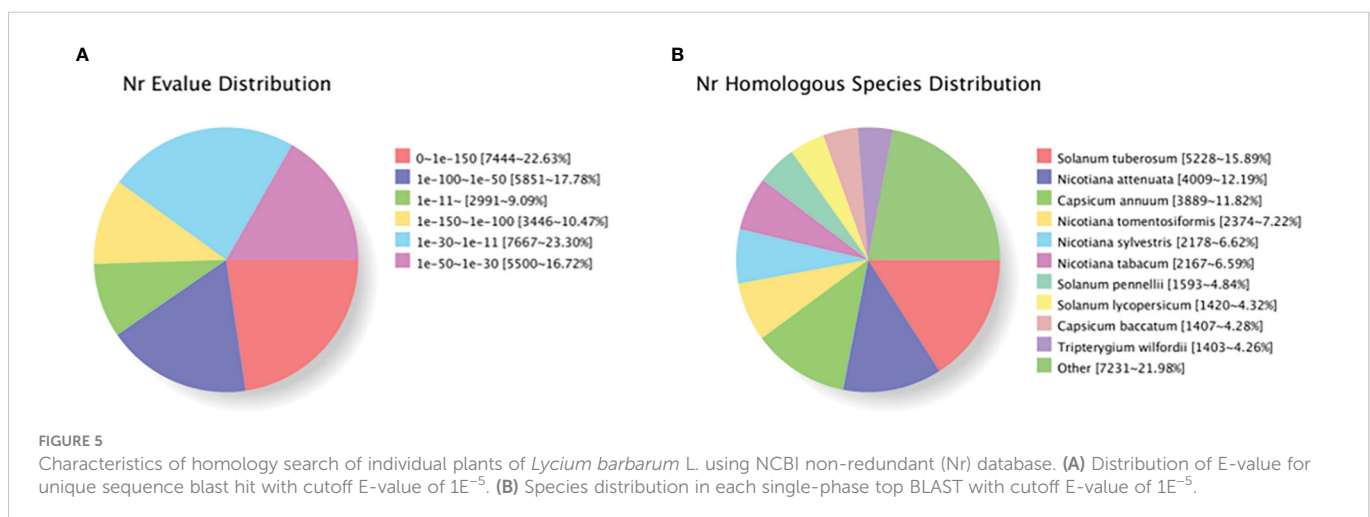 A
Nr Evalue Distribution
0~1e-150 [7444~22.63%]
1e-100~1e-50 [5851~17.78%]
1e-11~ [2991~9.09%]
1e-150~1e-100 [3446~10.47%]
1e-30~1e-11 [7667~23.30%]
1e-50~1e-30 [5500~16.72%]
B
Nr Homologous Species Distribution
Solanum tuberosum [5228~15.89%]
Nicotiana attenuata [4009~12.19%]
Capsicum annuum [3889~11.82%]
Nicotiana tomentosiformis [2374~7.22%]
Nicotiana sylvestris [2178~6.62%]
Nicotiana tabacum [2167~6.59%]
Solanum pennellii [1593~4.84%]
Solanum lycopersicum [1420~4.32%]
Capsicum baccatum [1407~4.28%]
Tripterygium wilfordii [1403~4.26%]
Other [7231~21.98%]
FIGURE 5
Characteristics of homology search of individual plants of Lycium barbarum L. using NCBI non-redundant (Nr) database. (A) Distribution of E-value for
unique sequence blast hit with cutoff E-value of 1E⁻⁵. (B) Species distribution in each single-phase top BLAST with cutoff E-value of 1E⁻⁵.